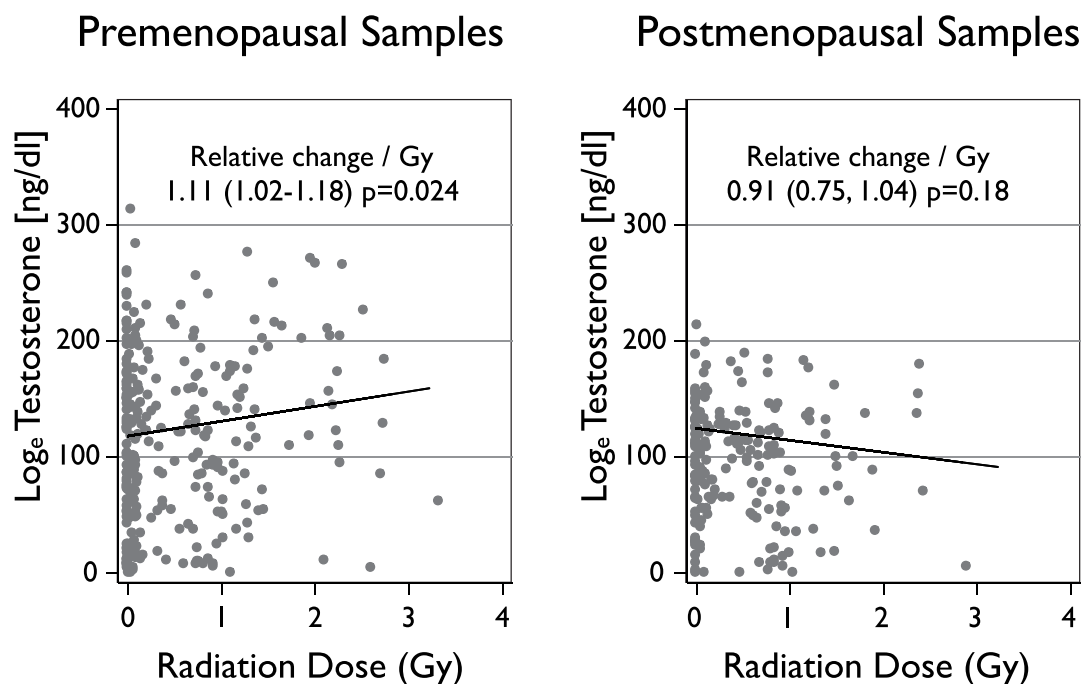 Premenopausal Samples
Log_e Testosterone [ng/dl]
400
300
200
100
0
Relative change / Gy
1.11 (1.02-1.18) p=0.024
0
1
2
3
4
Radiation Dose (Gy)
Postmenopausal Samples
Log_e Testosterone [ng/dl]
400
300
200
100
0
Relative change / Gy
0.91 (0.75, 1.04) p=0.18
0
1
2
3
4
Radiation Dose (Gy)